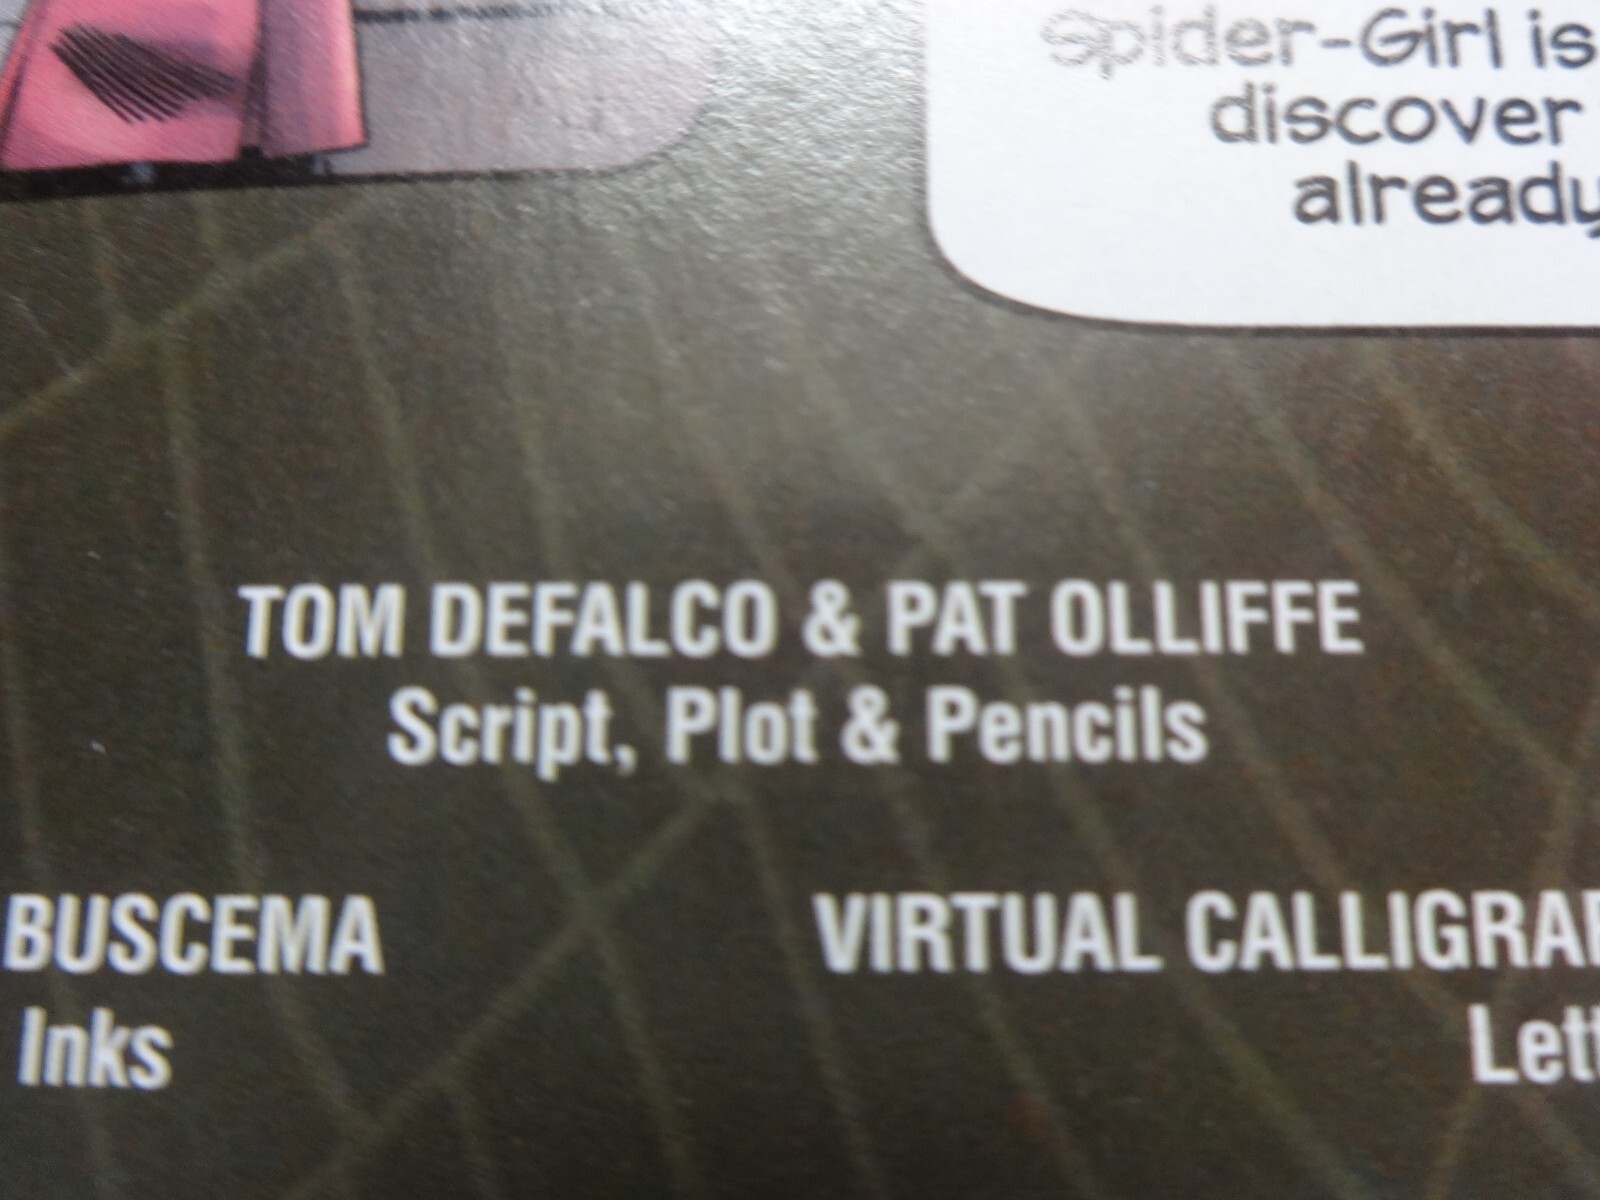 Spider-Girl is
discover
already
TOM DEFALCO & PAT OLLIFFE
Script, Plot & Pencils
BUSCEMA
Inks
VIRTUAL CALLIGRA
Lett